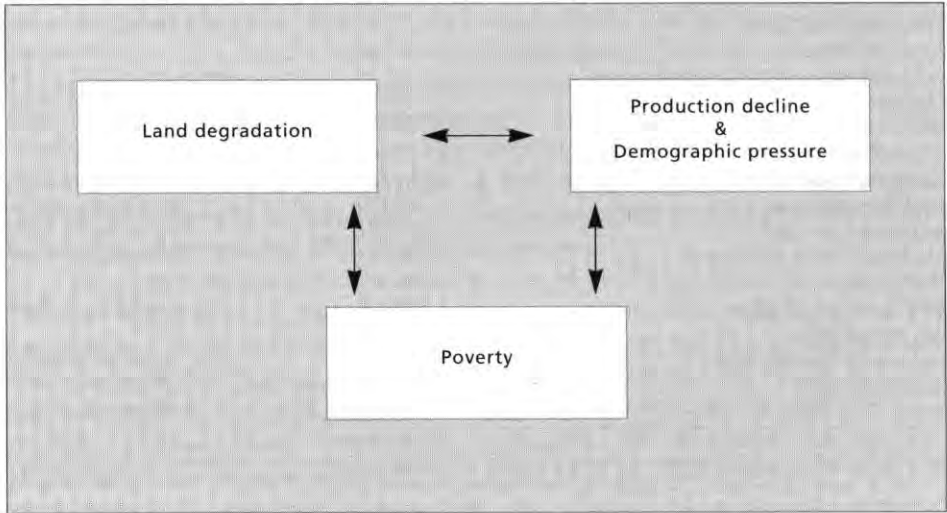 Land degradation
Production decline
&
Demographic pressure
Poverty